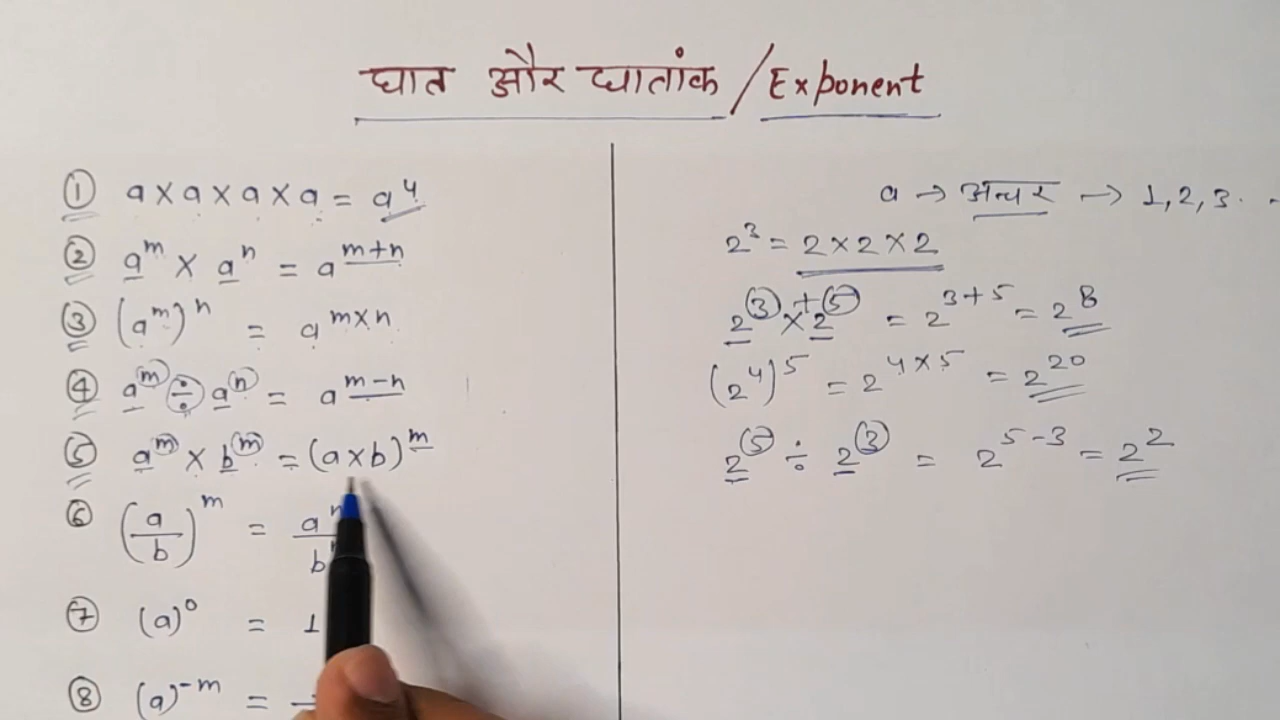 घात और घातांक / Exponent
① a × a × a × a = a⁴
② aᵐ × aⁿ = aᵐ⁺ⁿ
③ (aᵐ)ⁿ = aᵐˣⁿ
④ aᵐ ÷ aⁿ = aᵐ⁻ⁿ
⑤ aᵐ × bᵐ = (a×b)ᵐ
⑥ (a/b)ᵐ = a/b
⑦ (a)⁰ = 1
⑧ (a)⁻ᵐ =
a → → 1, 2, 3 . .
2³ = 2 × 2 × 2
2³ × 2⁵ = 2³⁺⁵ = 2⁸
(2⁴)⁵ = 2⁴ˣ⁵ = 2²⁰
2⁵ ÷ 2³ = 2⁵⁻³ = 2²